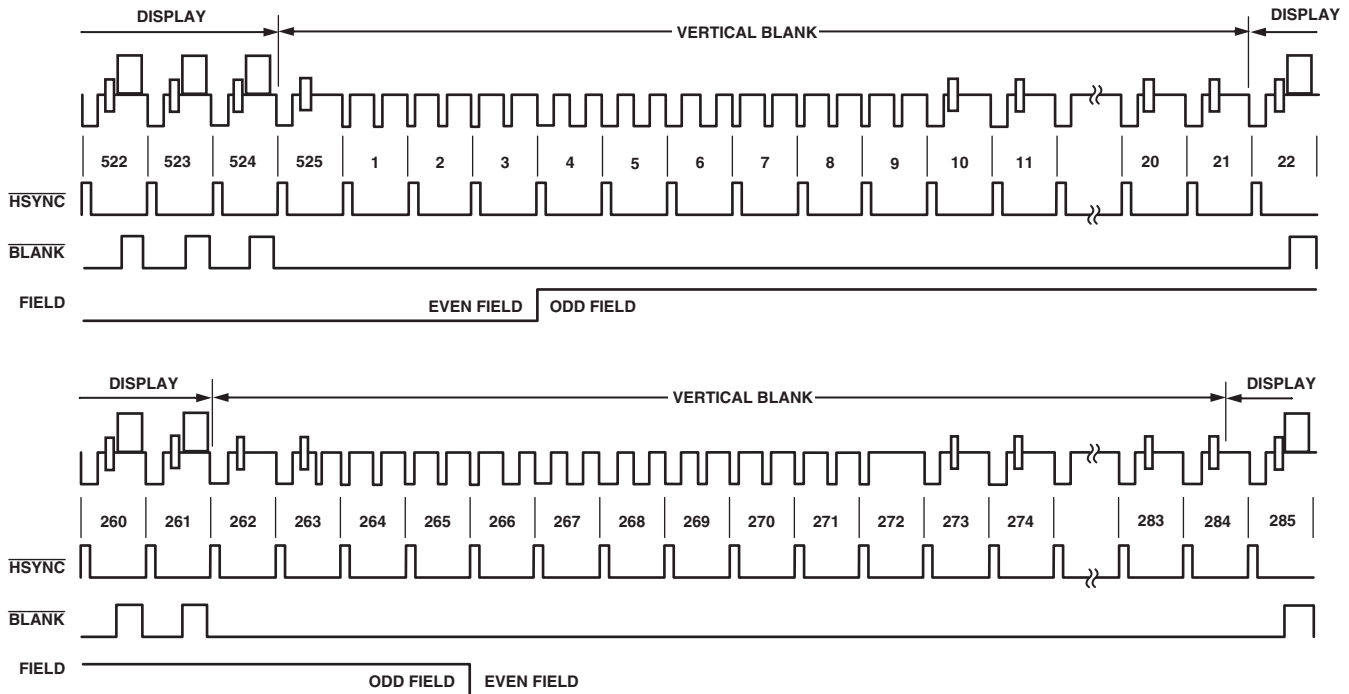 DISPLAY VERTICAL BLANK DISPLAY
522 523 524 525 1 2 3 4 5 6 7 8 9 10 11 20 21 22
HSYNC
BLANK
FIELD EVEN FIELD ODD FIELD
DISPLAY VERTICAL BLANK DISPLAY
260 261 262 263 264 265 266 267 268 269 270 271 272 273 274 283 284 285
HSYNC
BLANK
FIELD ODD FIELD EVEN FIELD